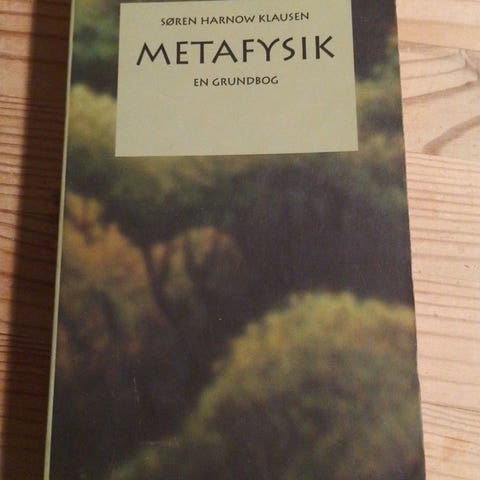 SØREN HARNOW KLAUSEN
METAFYSIK
EN GRUNDBOG